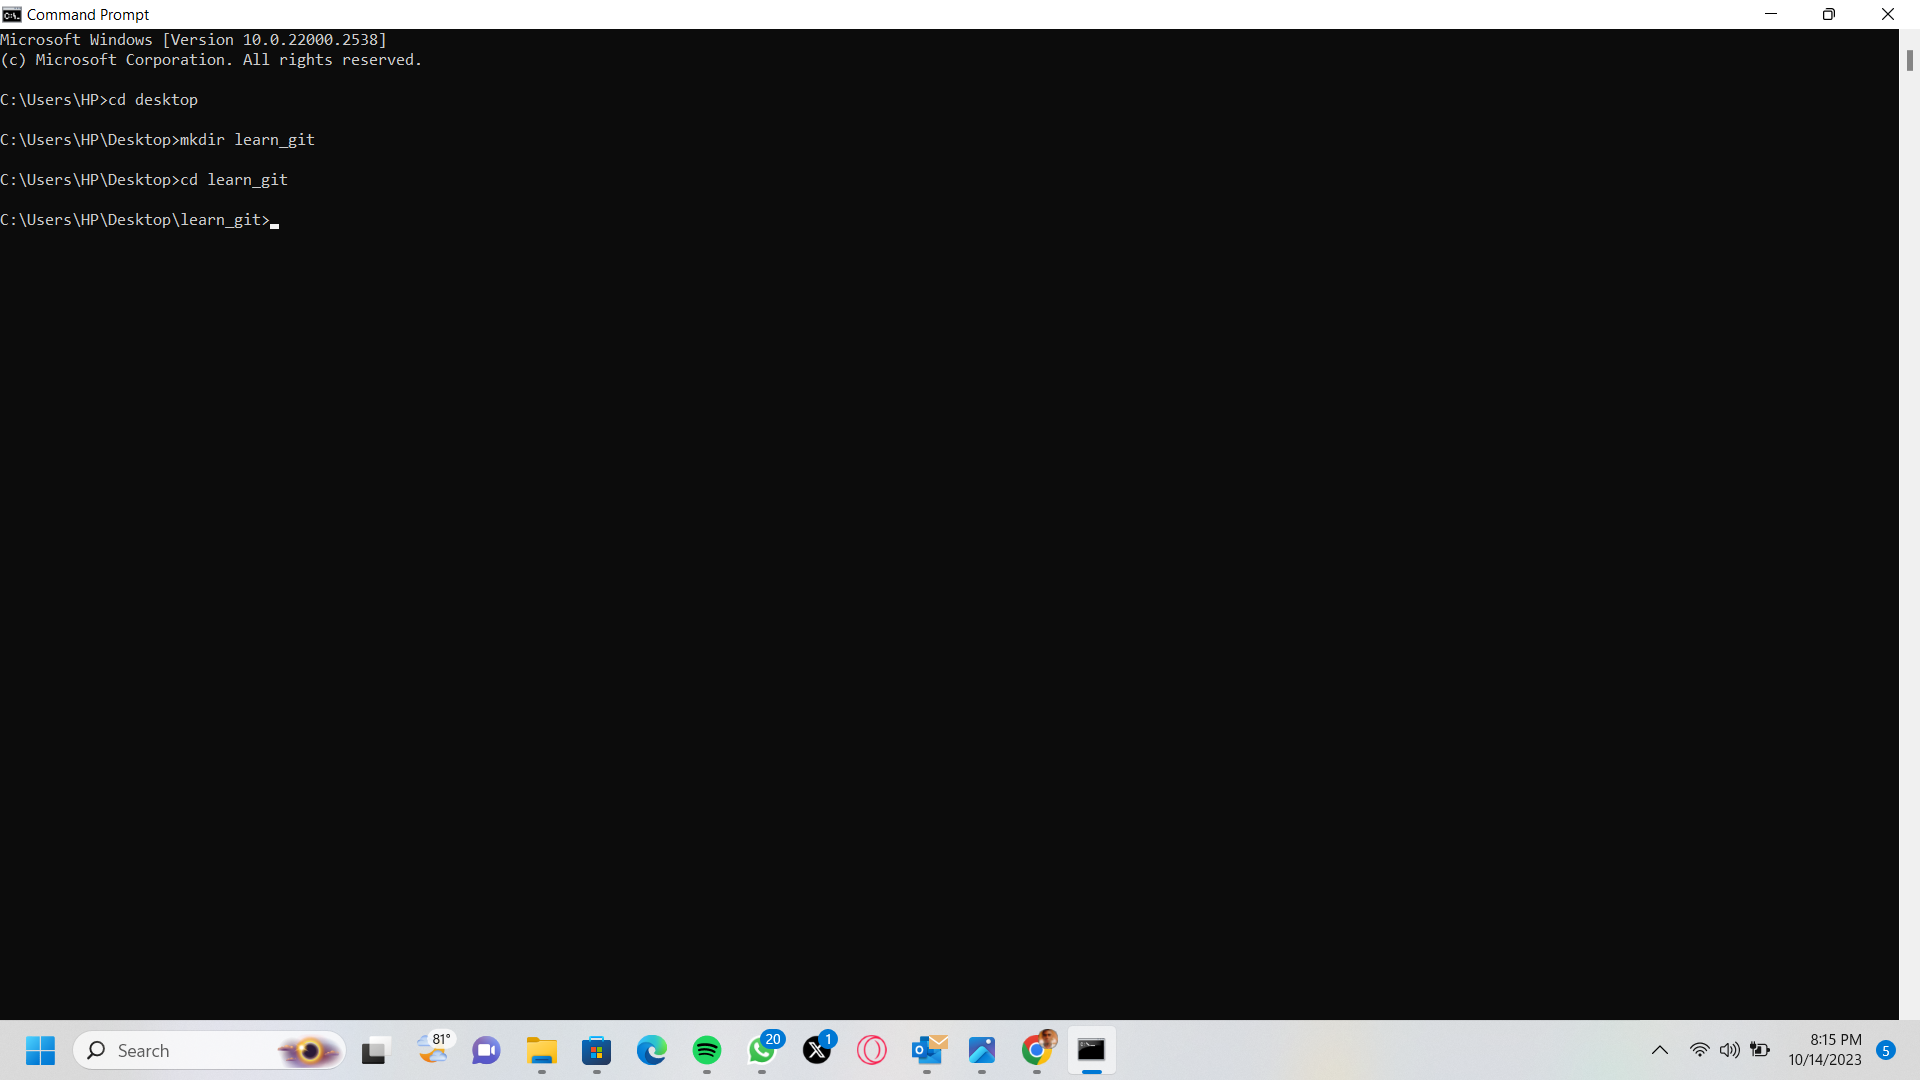 Command Prompt
Microsoft Windows [Version 10.0.22000.2538]
(c) Microsoft Corporation. All rights reserved.
C:\Users\HP>cd desktop
C:\Users\HP\Desktop>mkdir learn_git
C:\Users\HP\Desktop>cd learn_git
C:\Users\HP\Desktop\learn_git>
Search
81°
20
1
8:15 PM
10/14/2023
5